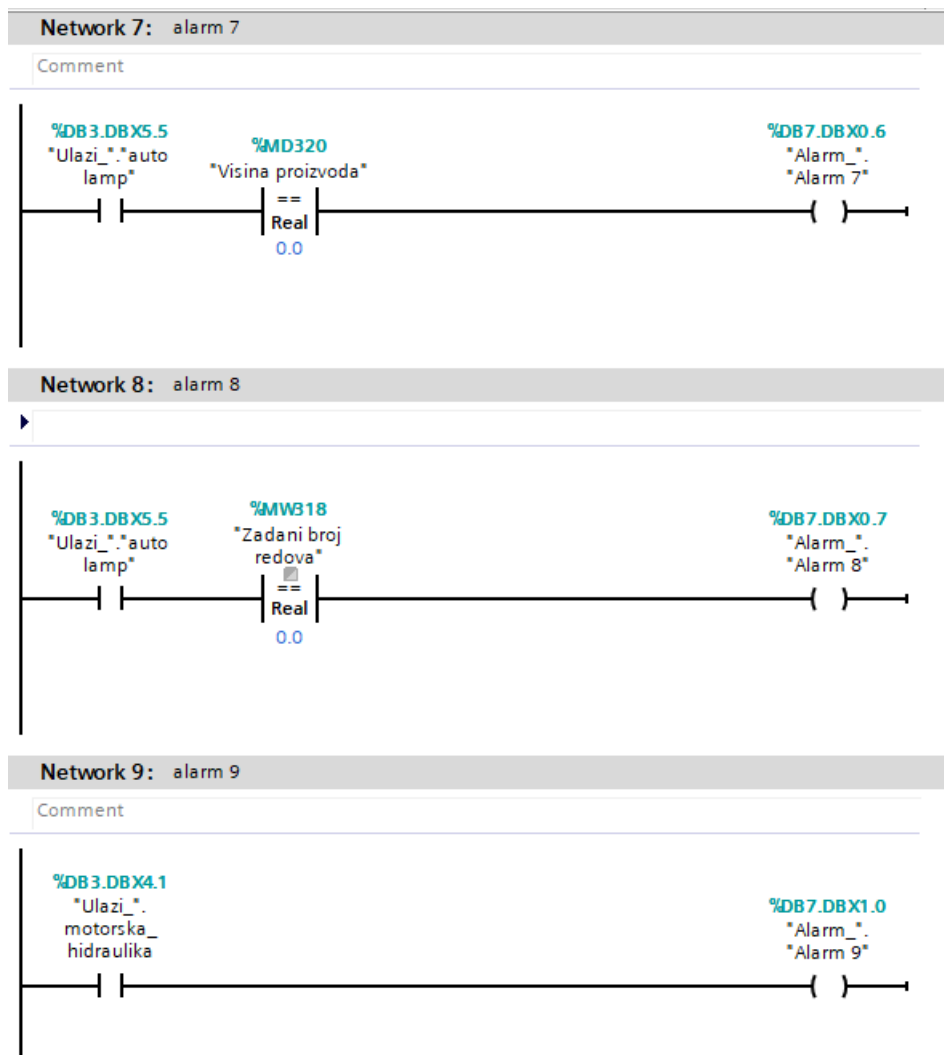 Network 7: alarm 7
Comment
%DB3.DBX5.5
"Ulazi_"."auto
lamp"
%MD320
"Visina proizvoda"
==
Real
0.0
%DB7.DBX0.6
"Alarm_".
"Alarm 7"
Network 8: alarm 8
%DB3.DBX5.5
"Ulazi_"."auto
lamp"
%MW318
"Zadani broj
redova"
==
Real
0.0
%DB7.DBX0.7
"Alarm_".
"Alarm 8"
Network 9: alarm 9
Comment
%DB3.DBX4.1
"Ulazi_".
motorska_
hidraulika
%DB7.DBX1.0
"Alarm_".
"Alarm 9"